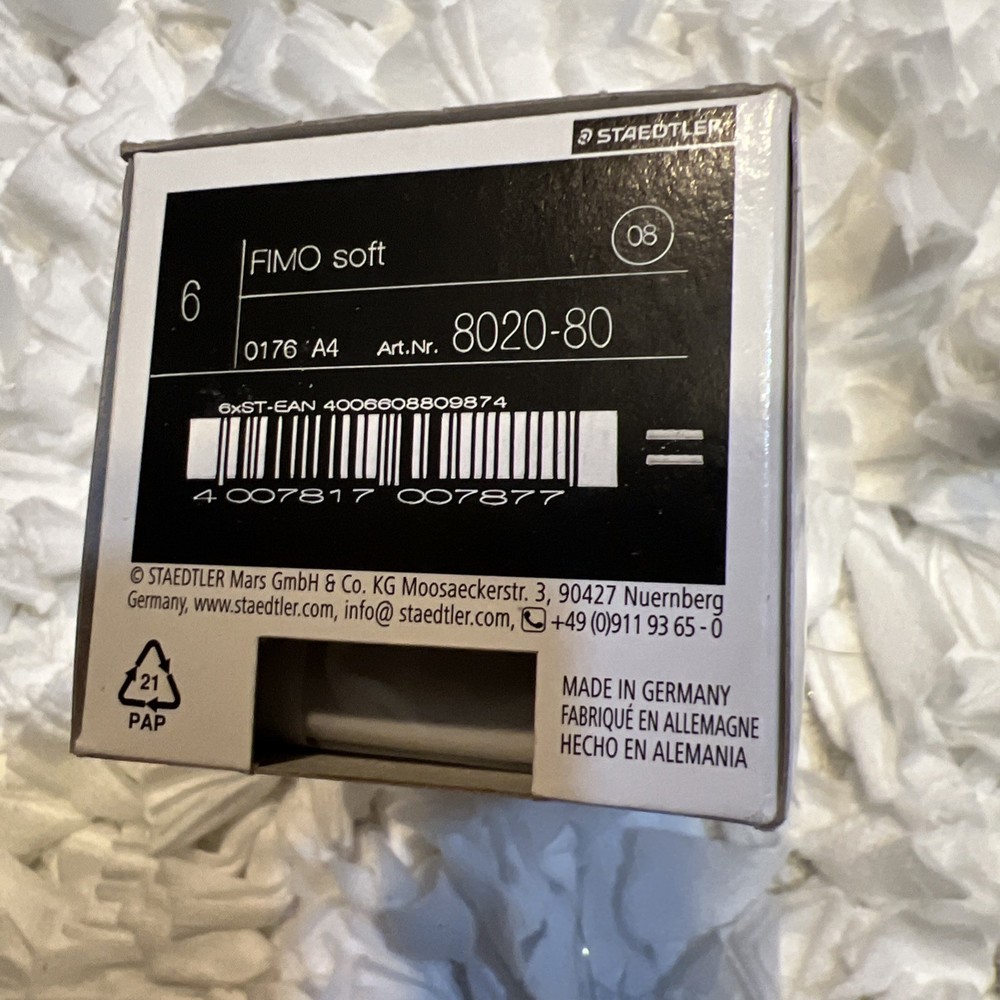 STAEDTLER
08
FIMO soft
6
0176 A4 Art.Nr. 8020-80
6xST-EAN 4006608809874
4 007817 007877
© STAEDTLER Mars GmbH & Co. KG Moosaeckerstr. 3, 90427 Nuernberg
Germany, www.staedtler.com, info@ staedtler.com, +49 (0)911 93 65 - 0
21
PAP
MADE IN GERMANY
FABRIQUÉ EN ALLEMAGNE
HECHO EN ALEMANIA